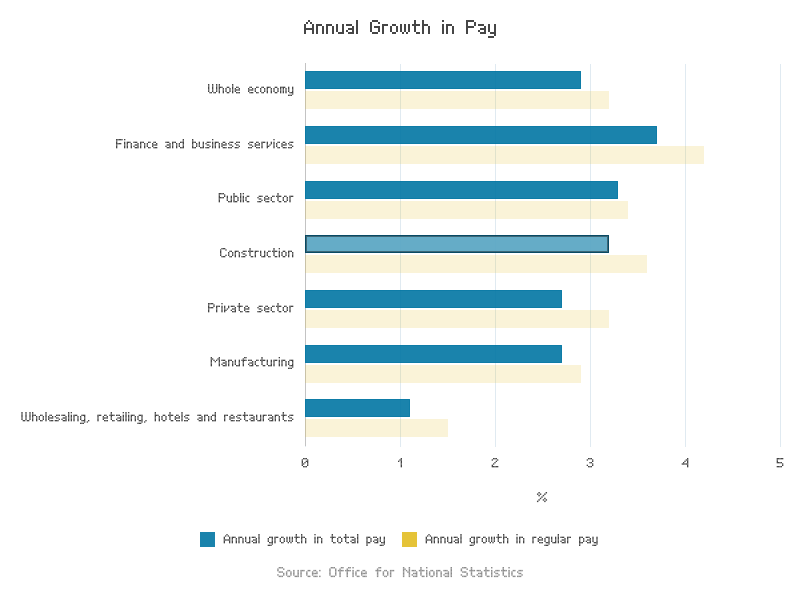 Annual Growth in Pay
Whole economy
Finance and business services
Public sector
Construction
Private sector
Manufacturing
Wholesaling, retailing, hotels and restaurants
0 1 2 3 4 5
%
Annual growth in total pay Annual growth in regular pay
Source: Office for National Statistics